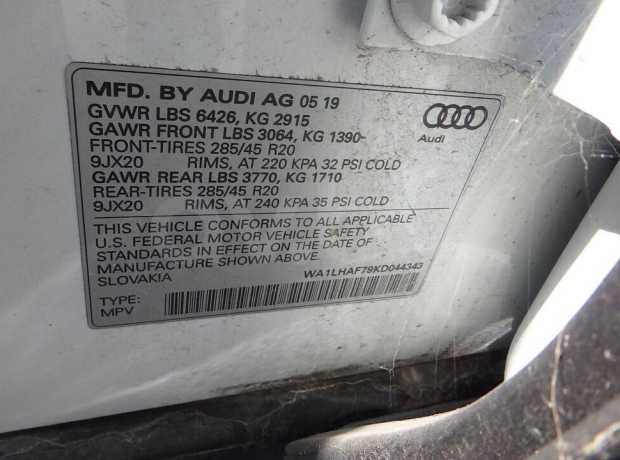 MFD. BY AUDI AG 05 19
GVWR LBS 6426, KG 2915
GAWR FRONT LBS 3064, KG 1390
FRONT-TIRES 285/45 R20
9JX20 RIMS, AT 220 KPA 32 PSI COLD
GAWR REAR LBS 3770, KG 1710
REAR-TIRES 285/45 R20
9JX20 RIMS, AT 240 KPA 35 PSI COLD
THIS VEHICLE CONFORMS TO ALL APPLICABLE
U.S. FEDERAL MOTOR VEHICLE SAFETY
STANDARDS IN EFFECT ON THE DATE OF
MANUFACTURE SHOWN ABOVE.
SLOVAKIA
WA1LHAF79KD044343
TYPE:
MPV
Audi